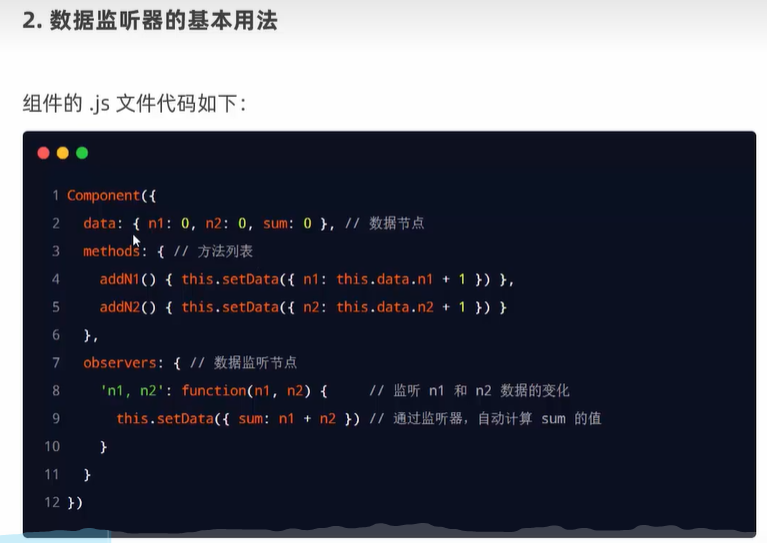 2. 数据监听器的基本用法
组件的 .js 文件代码如下：
1 Component({
2   data: { n1: 0, n2: 0, sum: 0 }, // 数据节点
3   methods: { // 方法列表
4     addN1() { this.setData({ n1: this.data.n1 + 1 }) },
5     addN2() { this.setData({ n2: this.data.n2 + 1 }) }
6   },
7   observers: { // 数据监听节点
8     'n1, n2': function(n1, n2) {     // 监听 n1 和 n2 数据的变化
9       this.setData({ sum: n1 + n2 }) // 通过监听器，自动计算 sum 的值
10     }
11   }
12 })